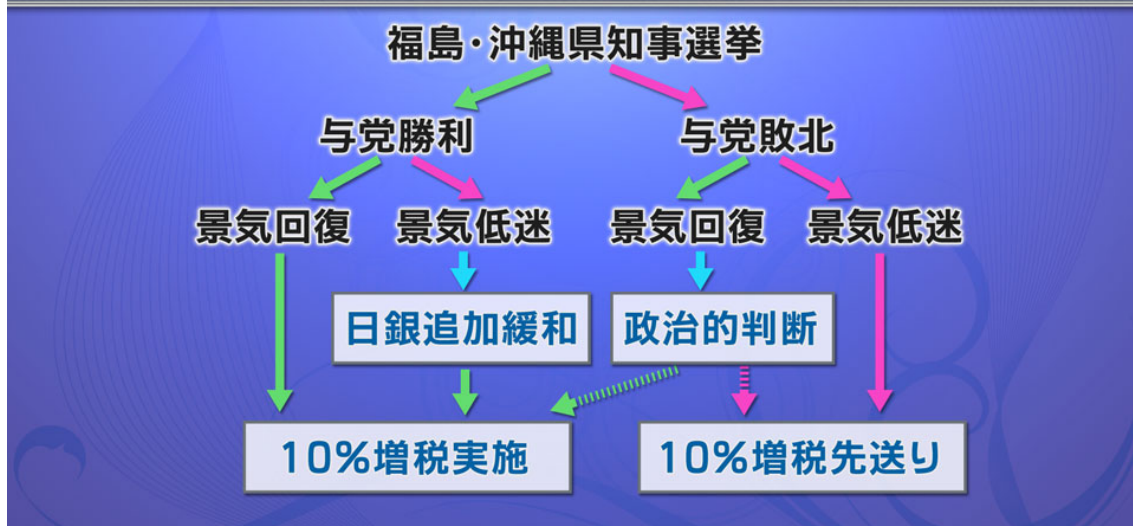 福島・沖縄県知事選挙
与党勝利 与党敗北
景気回復 景気低迷 景気回復 景気低迷
日銀追加緩和 政治的判断
10%増税実施 10%増税先送り